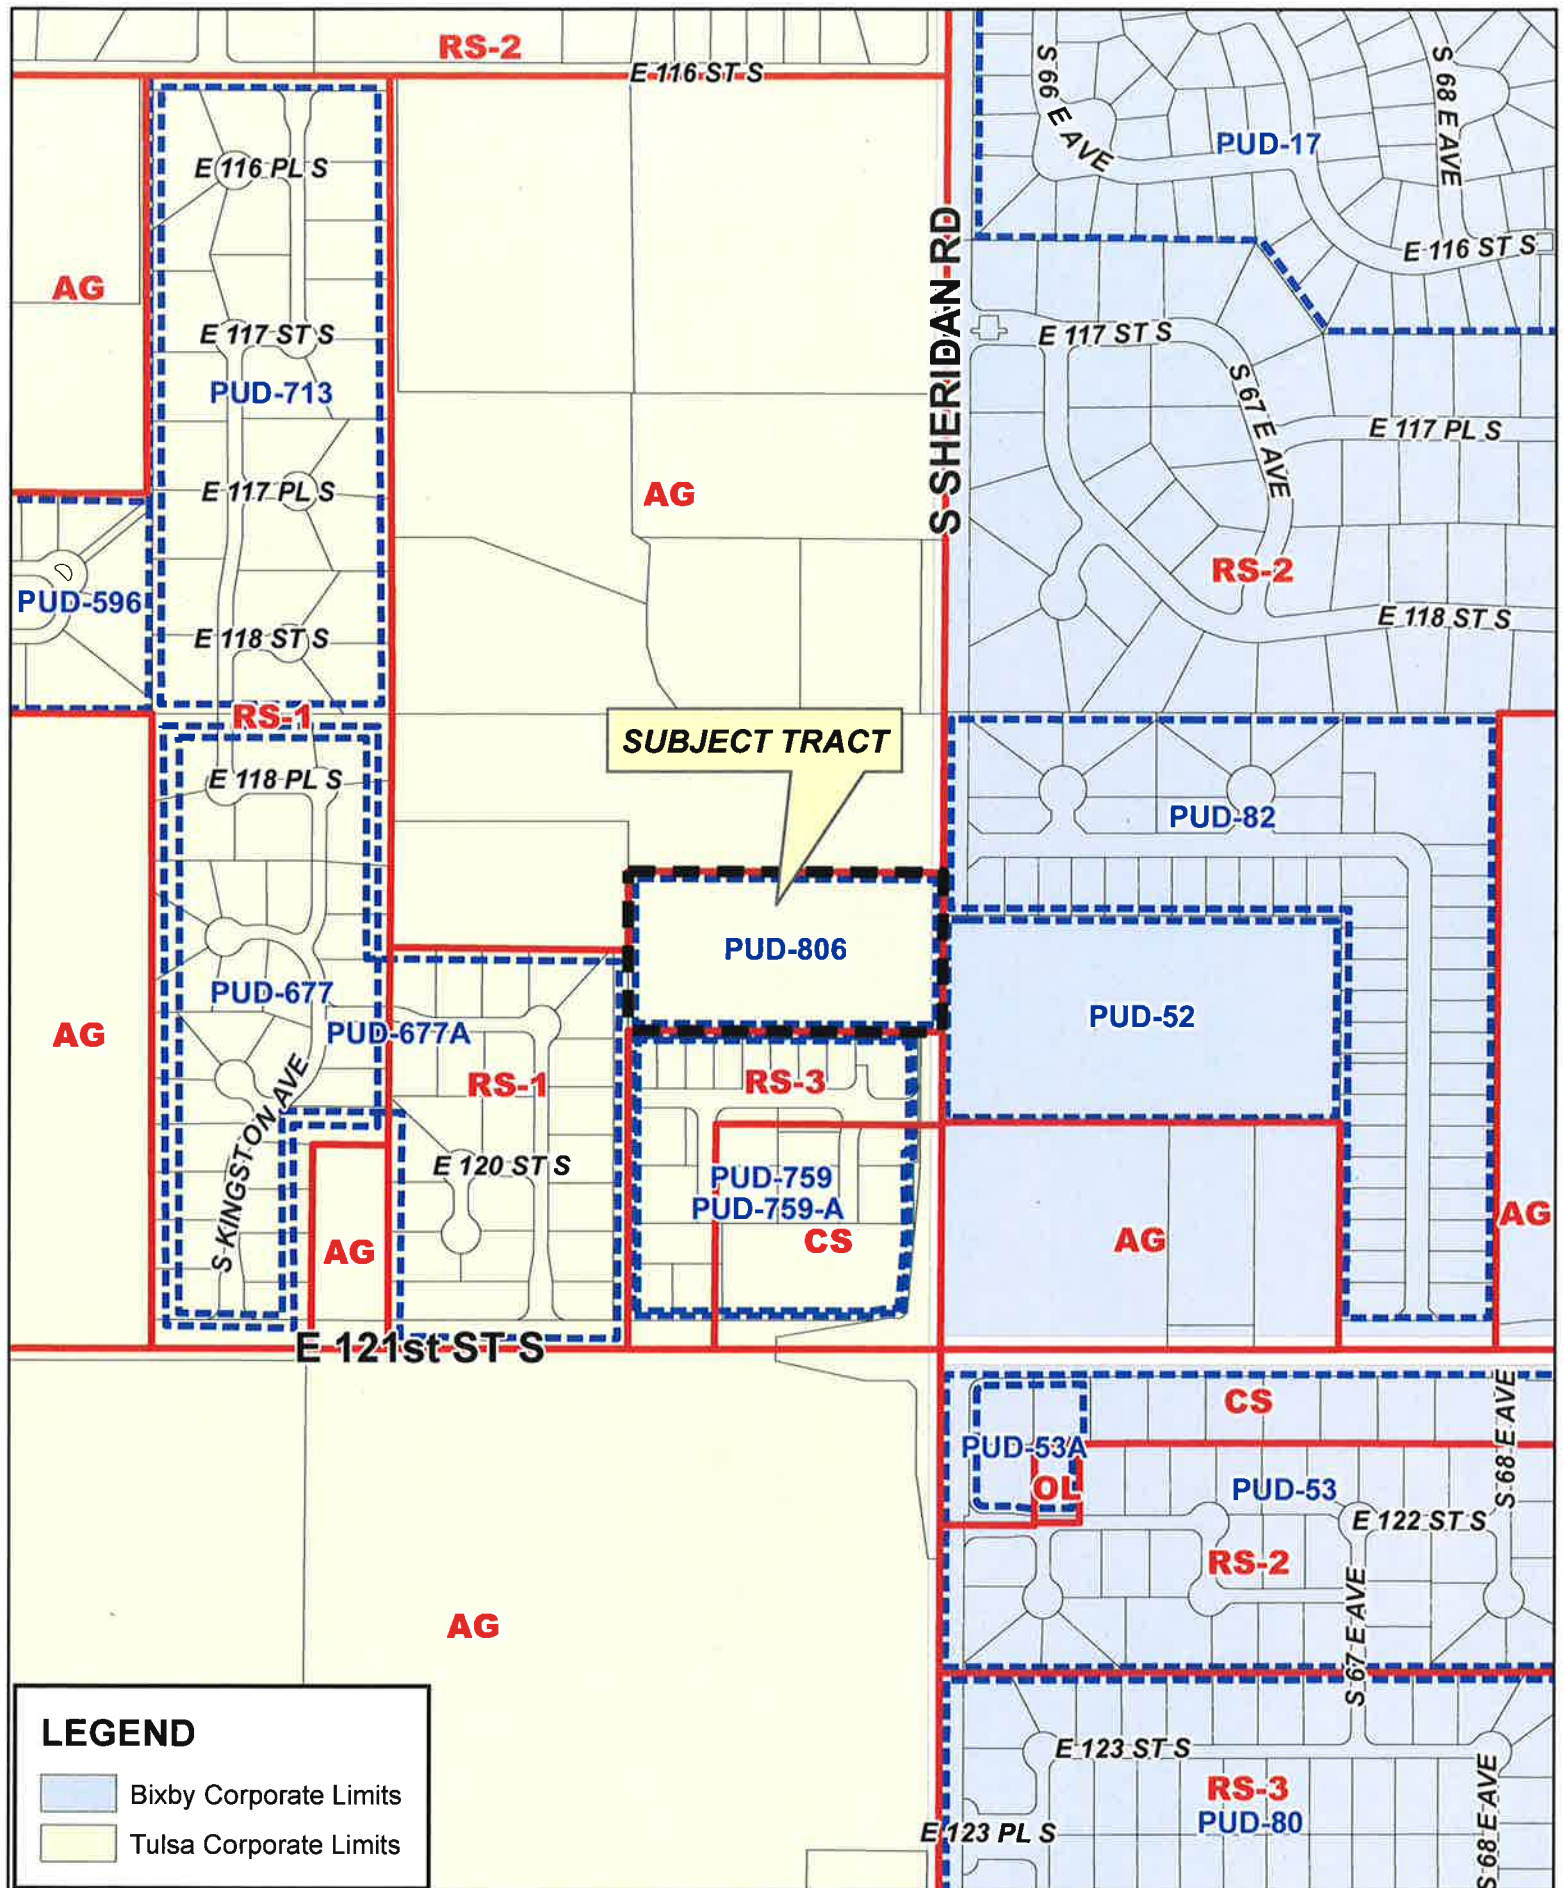 RS-2
E 116 ST S
S 66 E AVE
S 68 E AVE
PUD-17
E 116 PL S
E 116 ST S
AG
S SHERIDAN RD
E 117 ST S
E 117 ST S
PUD-713
S 67 E AVE
E 117 PL S
E 117 PL S
AG
RS-2
PUD-596
E 118 ST S
E 118 ST S
RS-1
SUBJECT TRACT
E 118 PL S
PUD-82
PUD-806
PUD-677
PUD-52
AG
PUD-677A
RS-1
RS-3
S KINGSTON AVE
E 120 ST S
PUD-759
PUD-759-A
CS
AG
AG
AG
E 121st ST S
CS
S 68 E AVE
PUD-53A
OL
PUD-53
E 122 ST S
RS-2
S 67 E AVE
AG
E 123 ST S
RS-3
PUD-80
S 68 E AVE
E 123 PL S
LEGEND
Bixby Corporate Limits
Tulsa Corporate Limits